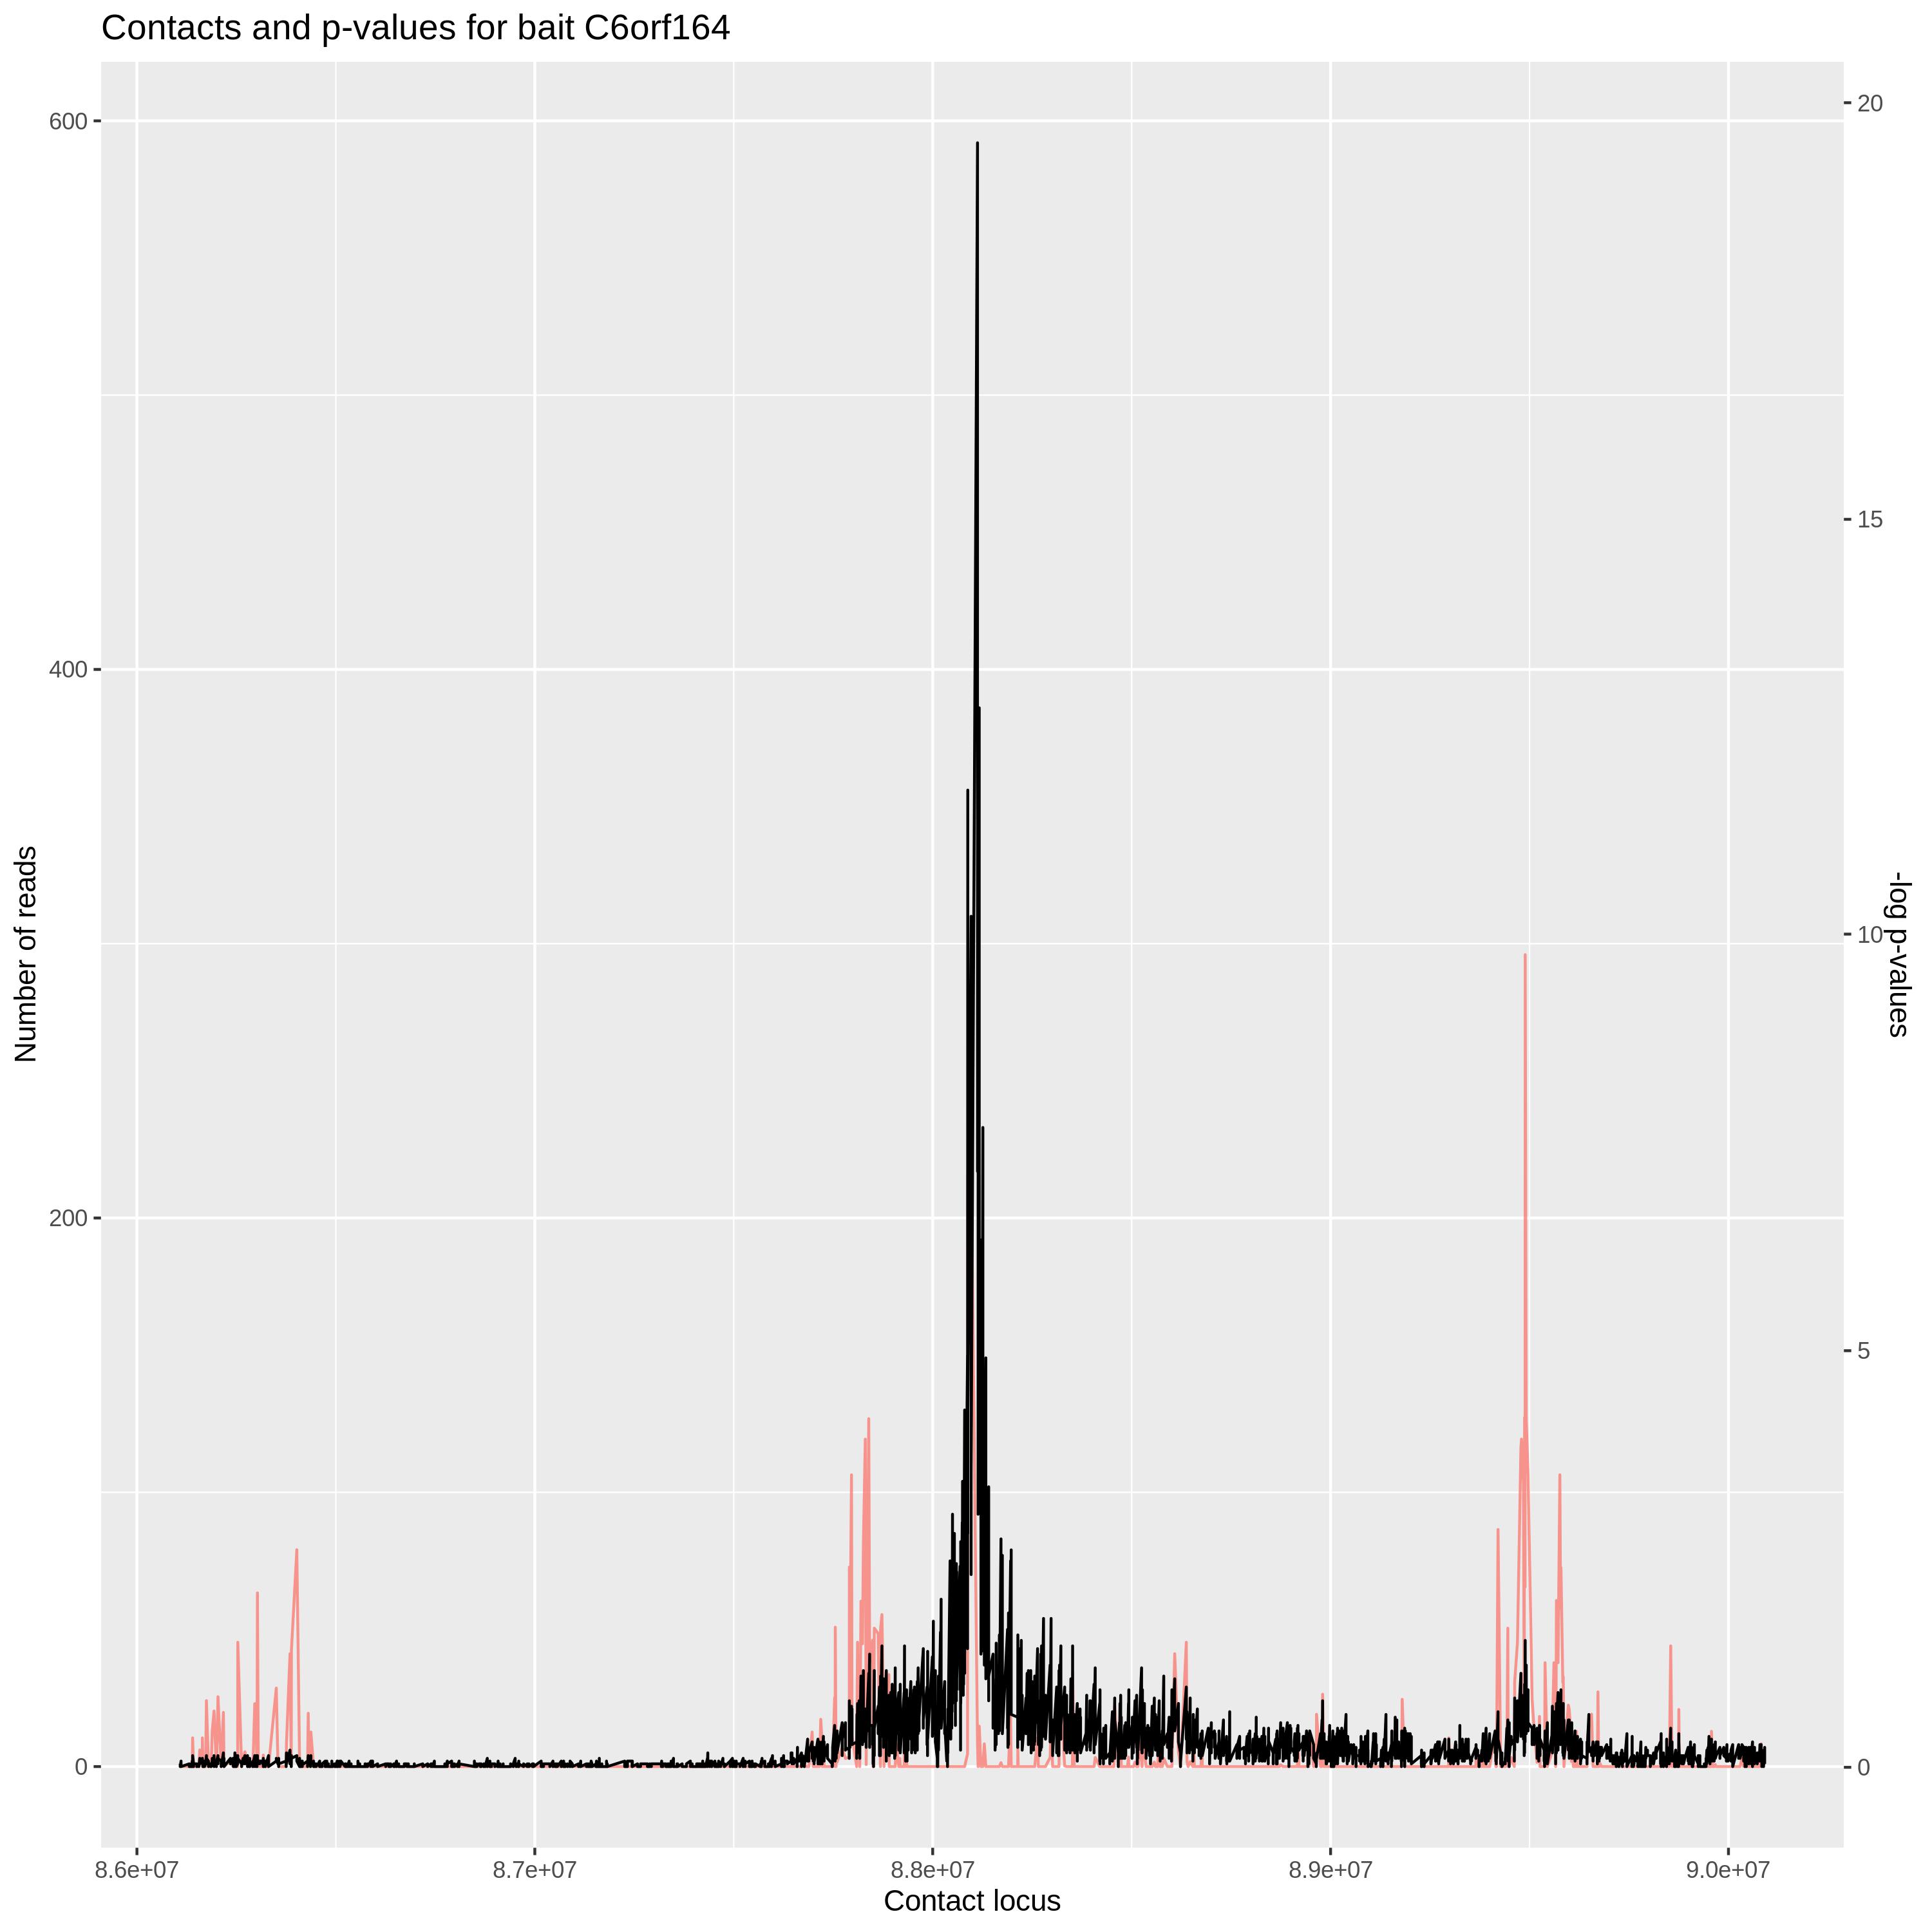 Contacts and p-values for bait C6orf164
600
400
200
0
Number of reads
20
15
10
5
0
-log p-values
8.6e+07 8.7e+07 8.8e+07 8.9e+07 9.0e+07
Contact locus